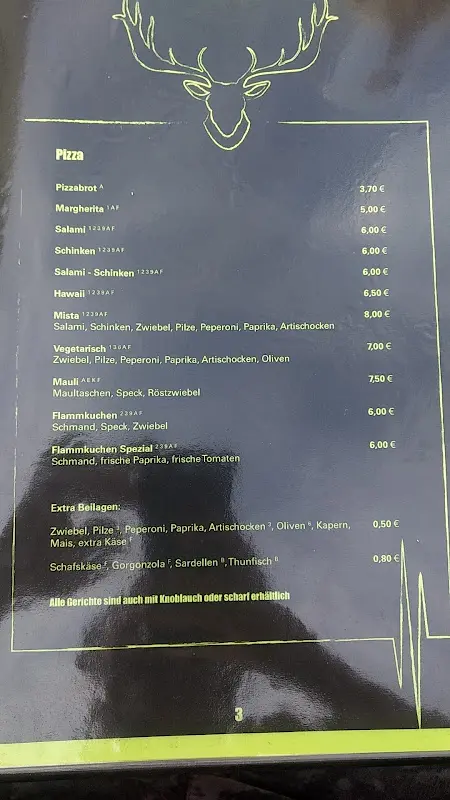 Pizza
Pizzabrot A 3,70 €
Margherita 1 A F 5,00 €
Salami 1 2 3 9 A F 6,00 €
Schinken 1 2 3 9 A F 6,00 €
Salami - Schinken 1 2 3 9 A F 6,00 €
Hawaii 1 2 3 9 A F 6,50 €
Mista 1 2 3 9 A F 8,00 €
Salami, Schinken, Zwiebel, Pilze, Peperoni, Paprika, Artischocken
Vegetarisch 7,00 €
Zwiebel, Pilze, Peperoni, Paprika, Artischocken, Oliven
Mauli A E K F 7,50 €
Maultaschen, Speck, Röstzwiebel
Flammkuchen 2 3 9 A F 6,00 €
Schmand, Speck, Zwiebel
Flammkuchen Spezial 2 3 9 A F 6,00 €
Schmand, frische Paprika, frische Tomaten
Extra Beilagen:
Zwiebel, Pilze 3, Peperoni, Paprika, Artischocken 3, Oliven 6, Kapern, 0,50 €
Mais, extra Käse F
Schafskäse F, Gorgonzola F, Sardellen B, Thunfisch B 0,80 €
Alle Gerichte sind auch mit Knoblauch oder scharf erhältlich
3